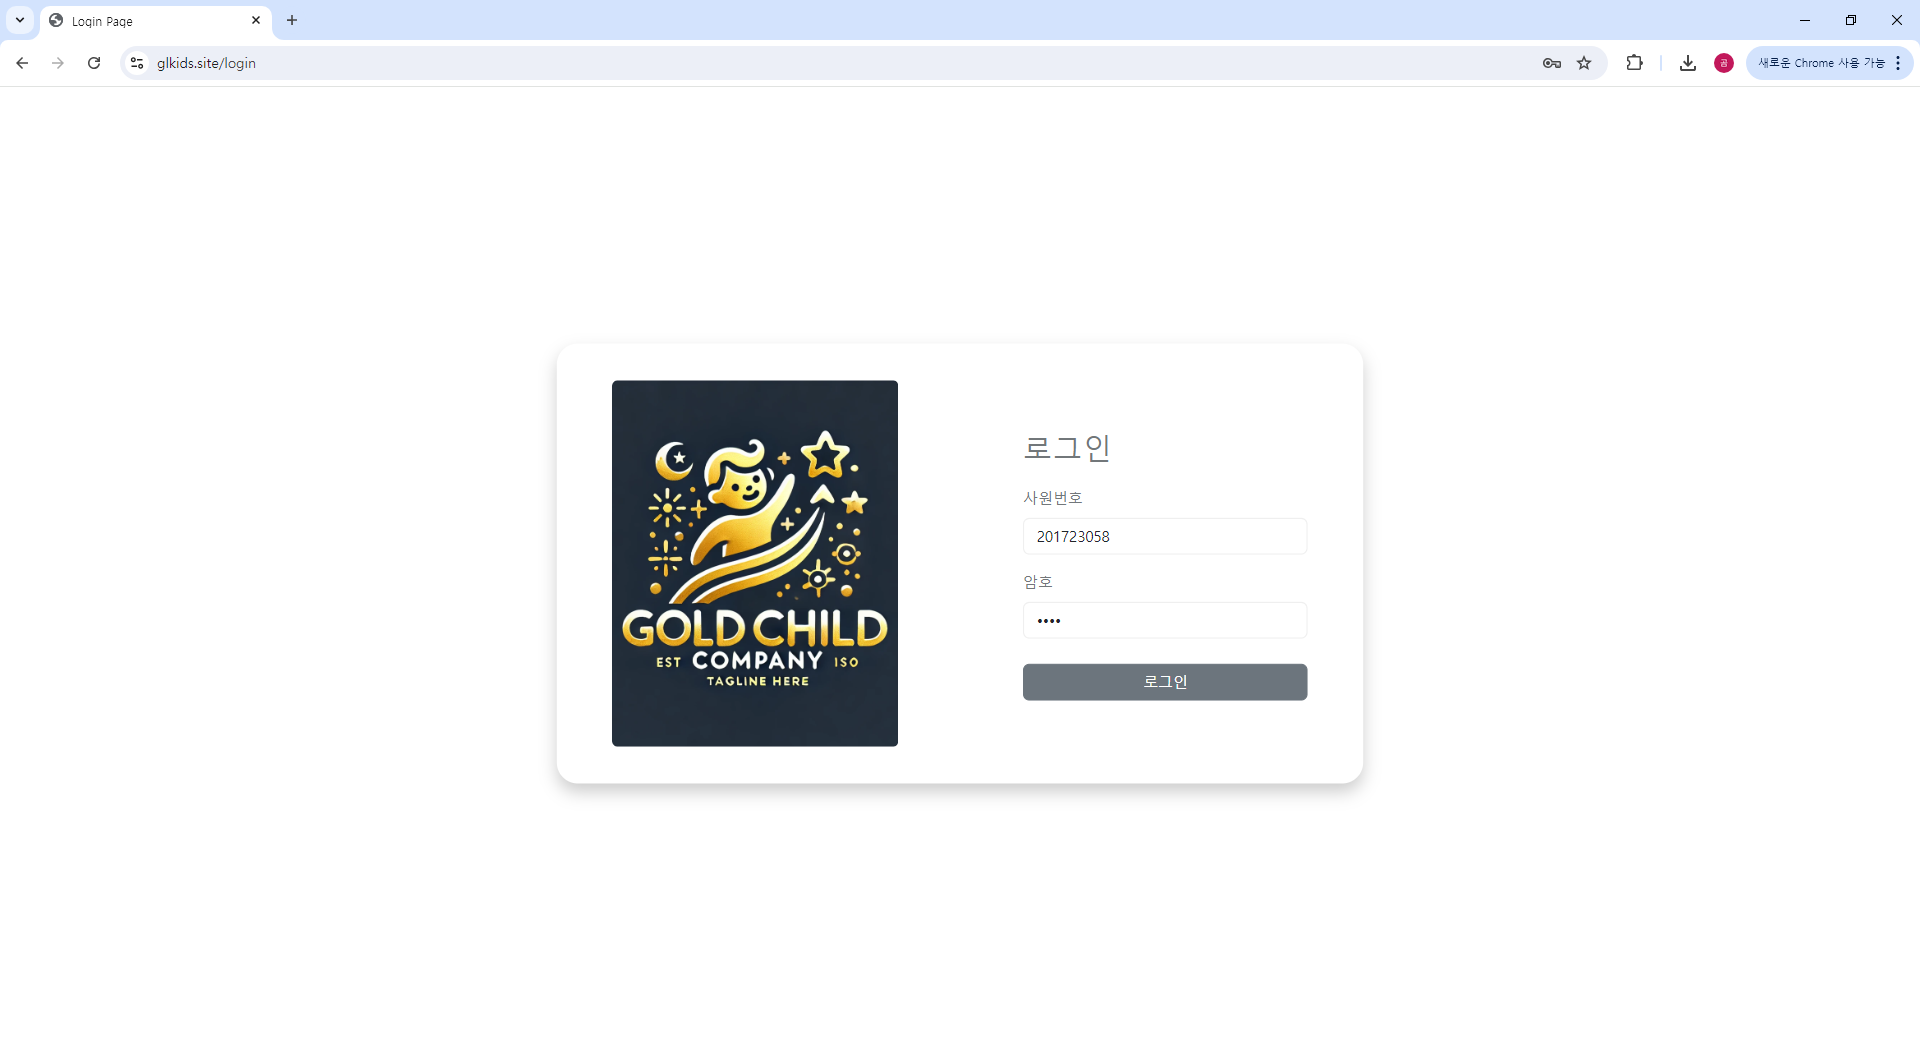 Login Page
glkids.site/login
곰
새로운 Chrome 사용 가능
GOLD CHILD
EST COMPANY ISO
TAGLINE HERE
로그인
사원번호
201723058
암호
••••
로그인